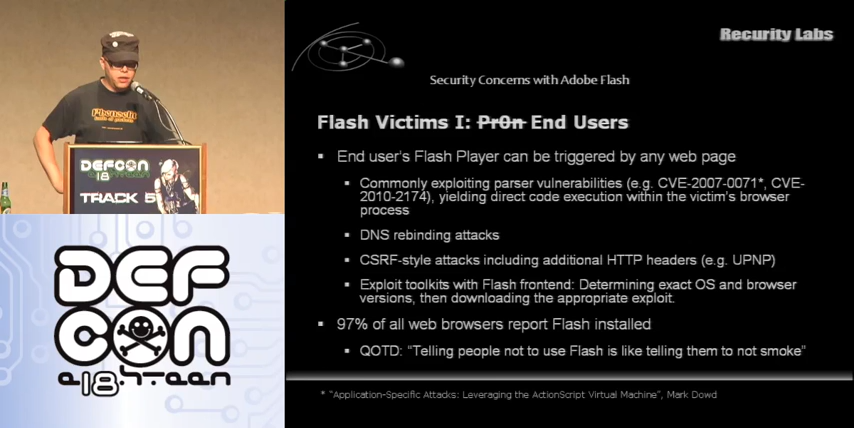 Recurity Labs
Security Concerns with Adobe Flash
Flash Victims I: Pr0n End Users
End user's Flash Player can be triggered by any web page
Commonly exploiting parser vulnerabilities (e.g. CVE-2007-0071*, CVE-
2010-2174), yielding direct code execution within the victim's browser
process
DNS rebinding attacks
CSRF-style attacks including additional HTTP headers (e.g. UPNP)
Exploit toolkits with Flash frontend: Determining exact OS and browser
versions, then downloading the appropriate exploit.
97% of all web browsers report Flash installed
QOTD: “Telling people not to use Flash is like telling them to not smoke”
* “Application-Specific Attacks: Leveraging the ActionScript Virtual Machine”, Mark Dowd
DEFCON
18
TRACK 5
DEF
CON
e18hteen